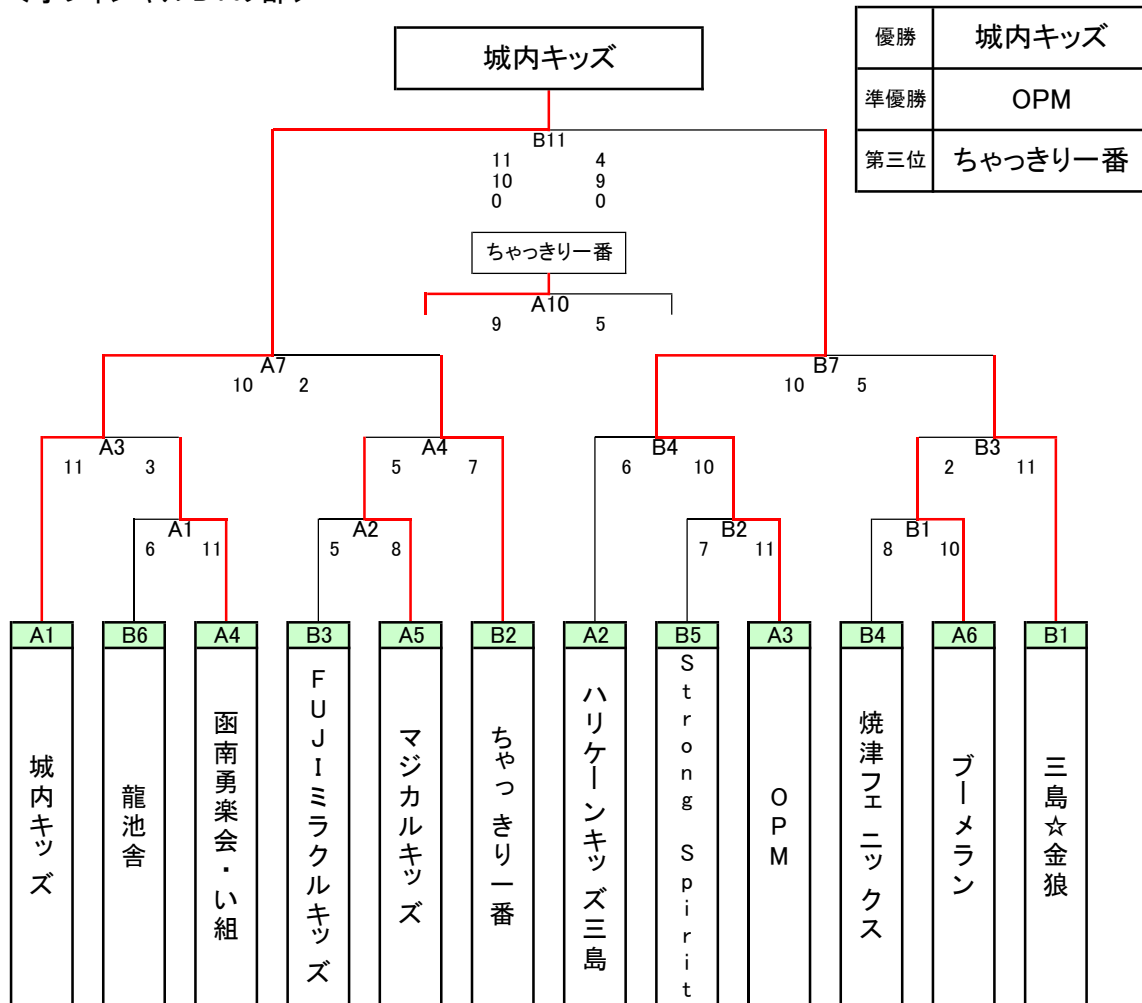 城内キッズ
優勝 城内キッズ
準優勝 OPM
第三位 ちゃっきり一番
B11
11 4
10 9
0 0
ちゃっきり一番
A10
9 5
A7 B7
10 2 10 5
A3 A4 B4 B3
11 3 5 7 6 10 2 11
A1 A2 B2 B1
6 11 5 8 7 11 8 10
A1 B6 A4 B3 A5 B2 A2 B5 A3 B4 A6 B1
城内キッズ
龍池舎
函南勇楽会・い組
FUJIミラクルキッズ
マジカルキッズ
ちゃっきり一番
ハリケーンキッズ三島
Strong Spirit
OPM
焼津フェニックス
ブーメラン
三島☆金狼